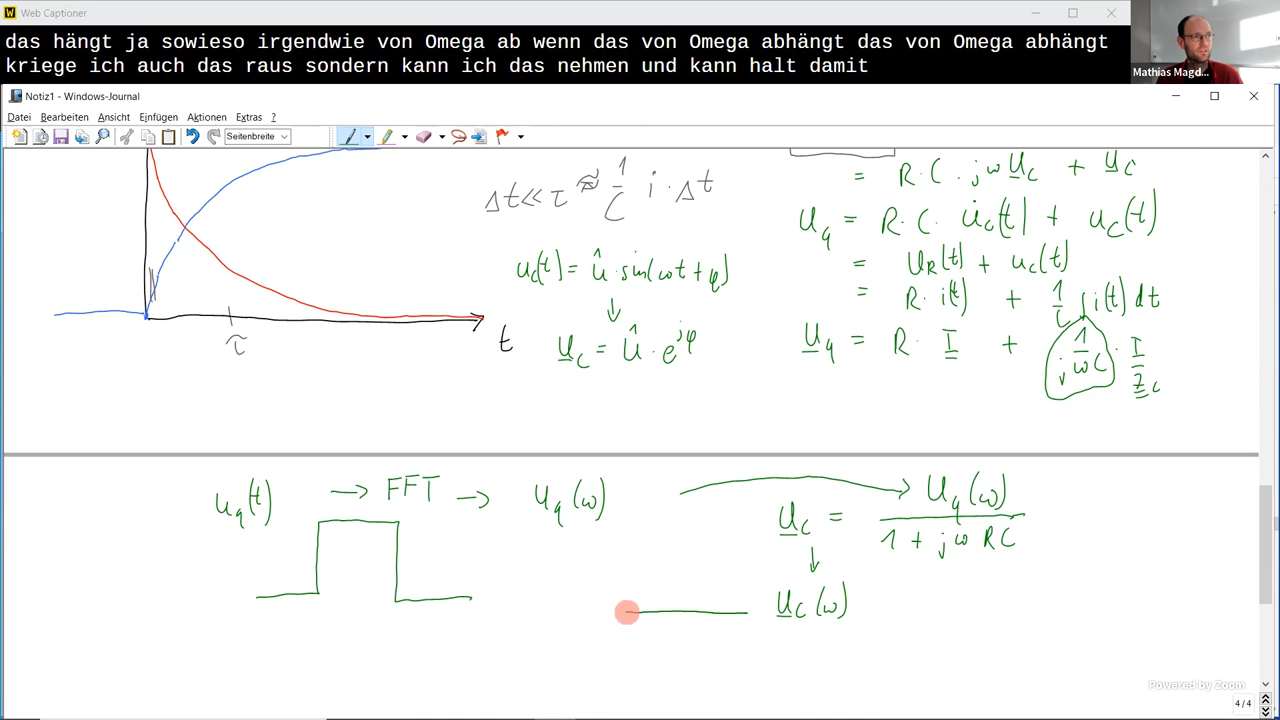 Web Captioner
das hängt ja sowieso irgendwie von Omega ab wenn das von Omega abhängt das von Omega abhängt
kriege ich auch das raus sondern kann ich das nehmen und kann halt damit
Mathias Magd...
Notiz1 - Windows-Journal
Datei Bearbeiten Ansicht Einfügen Aktionen Extras ?
Seitenbreite
= R · C · jω U_C + U_C
Δt << τ ≈ 1/C i · Δt
u_q = R · C · u̇_C(t) + u_C(t)
= u_R(t) + u_C(t)
u_C(t) = û · sin(ωt + φ)
= R · i(t) + 1/C ∫ i(t) dt
↓
U_C = û · e^jφ
U_q = R · I + 1/jωC · I
Z_C
τ
t
u_q(t) → FFT → u_q(ω)
U_C = U_q(ω) / 1 + jω RC
↓
U_C(ω)
Powered by Zoom
4 / 4